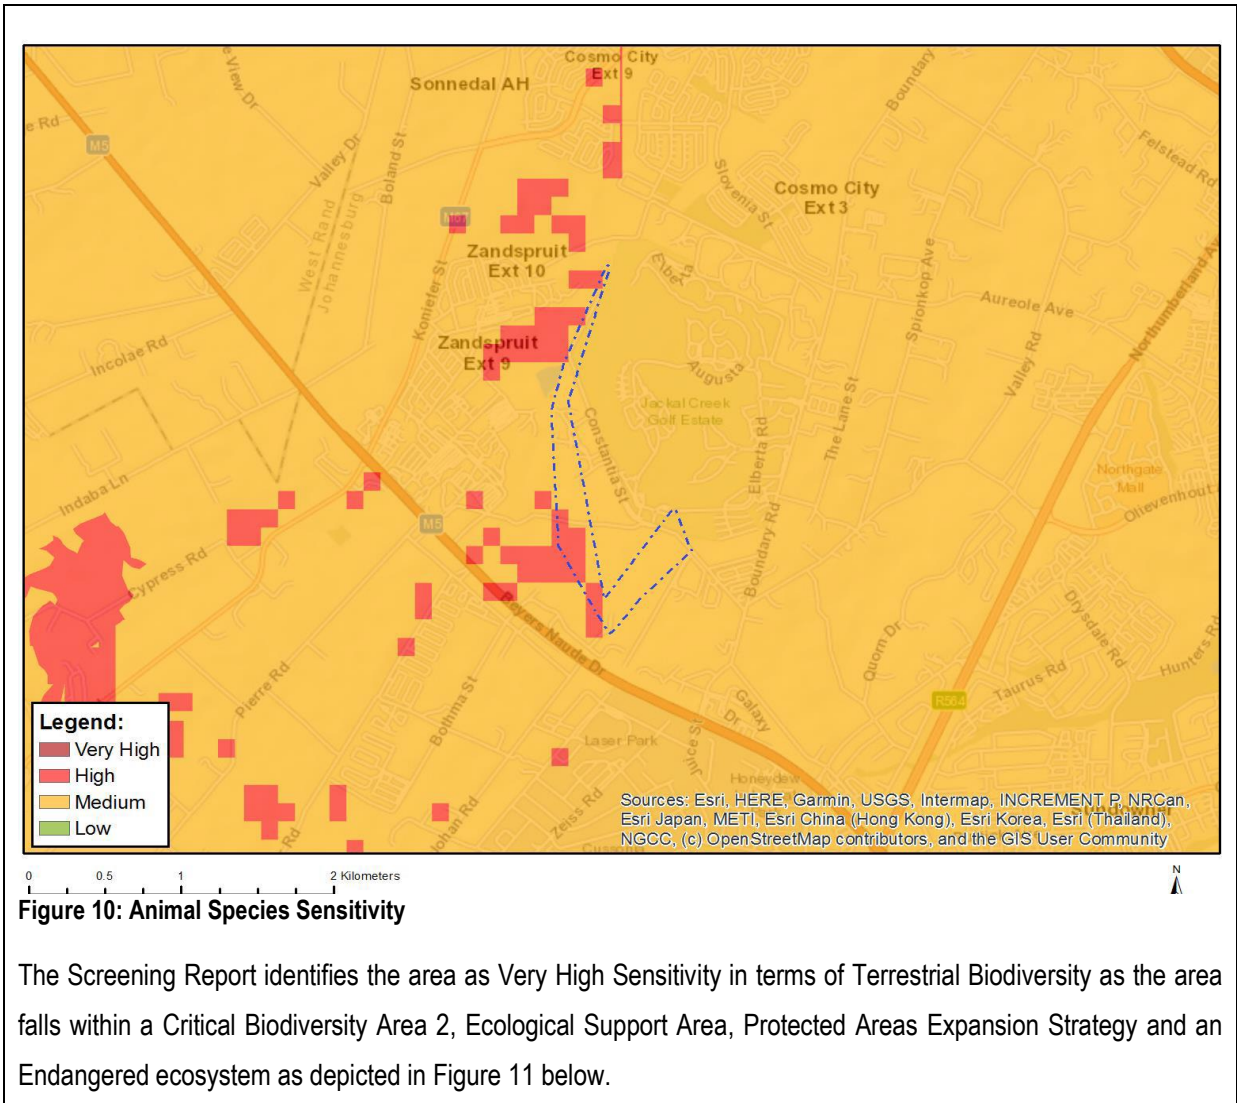 Cosmo City
Ext 9
Sonnedal AH
e View Dr
Boundary
e Rd
M5
Valley Dr
Boland St
Felstead Rd
Slovenia St
Cosmo City
Ext 3
West Rand
Johannesburg
Zandspruit
Ext 10
Elberta
Spionkop Ave
Northumberland Av
Koniefer St
Aureole Ave
Incolae Rd
Zandspruit
Ext 9
Valley Rd
Augusta
Jackal Creek
Golf Estate
The Lane St
Constantia St
Elberta Rd
Northgate
Mall
Indaba Ln
Olievenhout
M5
Boundary Rd
Cypress Rd
Beyers Naude Dr
Drysdale Rd
Quorn Dr
Hunters Rd
Taurus Rd
Pierre Rd
Bothma St
R564
Galaxy
Dr
Legend:
Very High
High
Medium
Low
Laser Park
Juice St
Honeydew
Zeiss Rd
Johan Rd
Rd
Sundowner
Sources: Esri, HERE, Garmin, USGS, Intermap, INCREMENT P, NRCan,
Esri Japan, METI, Esri China (Hong Kong), Esri Korea, Esri (Thailand),
NGCC, (c) OpenStreetMap contributors, and the GIS User Community
0 0.5 1 2 Kilometers
N
Figure 10: Animal Species Sensitivity
The Screening Report identifies the area as Very High Sensitivity in terms of Terrestrial Biodiversity as the area
falls within a Critical Biodiversity Area 2, Ecological Support Area, Protected Areas Expansion Strategy and an
Endangered ecosystem as depicted in Figure 11 below.